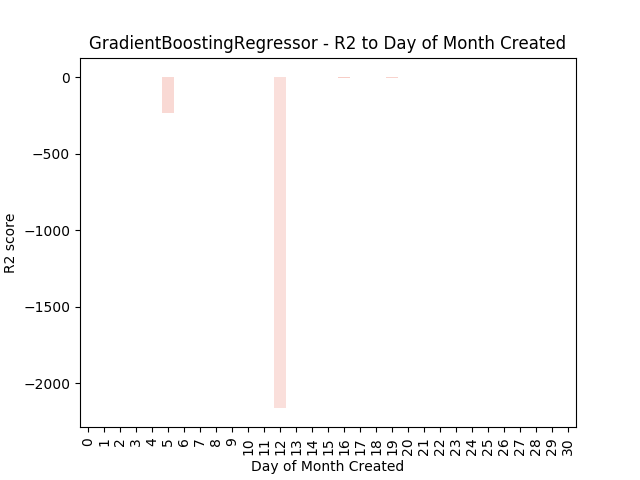 GradientBoostingRegressor - R2 to Day of Month Created
R2 score
0
−500
−1000
−1500
−2000
0 1 2 3 4 5 6 7 8 9 10 11 12 13 14 15 16 17 18 19 20 21 22 23 24 25 26 27 28 29 30
Day of Month Created